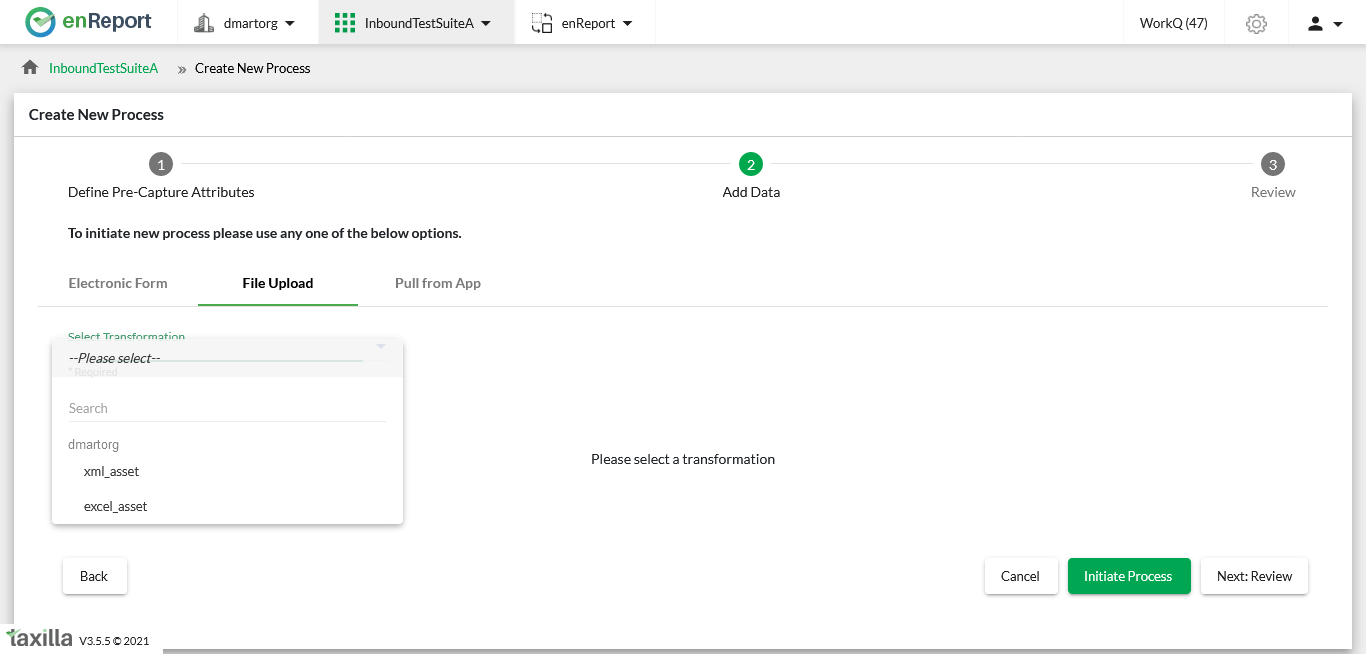 enReport dmartorg InboundTestSuiteA enReport WorkQ (47)
InboundTestSuiteA » Create New Process
Create New Process
1 2 3
Define Pre-Capture Attributes Add Data Review
To initiate new process please use any one of the below options.
Electronic Form File Upload Pull from App
Select Transformation
--Please select--
* Required
Search
dmartorg
Please select a transformation
xml_asset
excel_asset
Back Cancel Initiate Process Next: Review
taxilla V3.5.5 © 2021